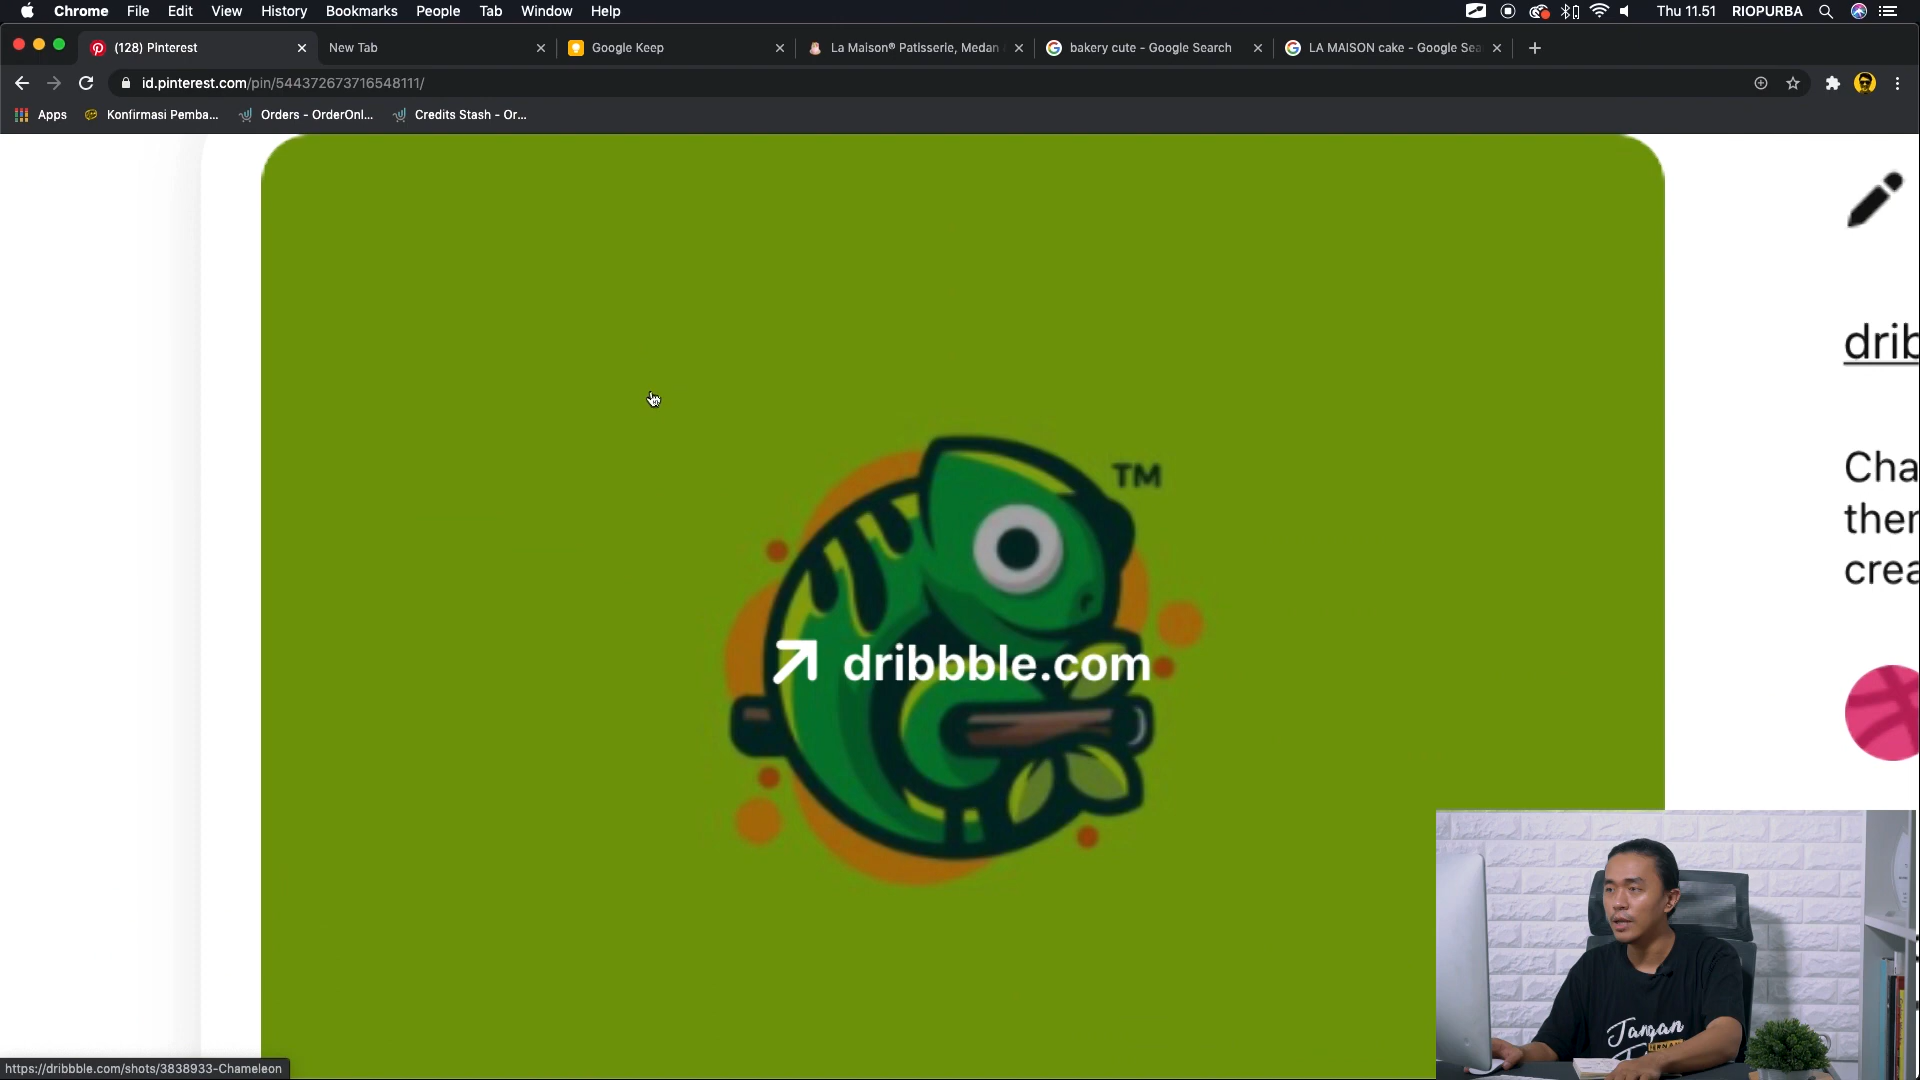 Chrome File Edit View History Bookmarks People Tab Window Help Thu 11.51 RIOPURBA
(128) Pinterest New Tab Google Keep La Maison® Patisserie, Medan bakery cute - Google Search LA MAISON cake - Google Sea
id.pinterest.com/pin/544372673716548111/
Apps Konfirmasi Pemba... Orders - OrderOnl... Credits Stash - Or...
TM
drib
Cha
ther
crea
dribbble.com
Jangan
https://dribbble.com/shots/3838933-Chameleon